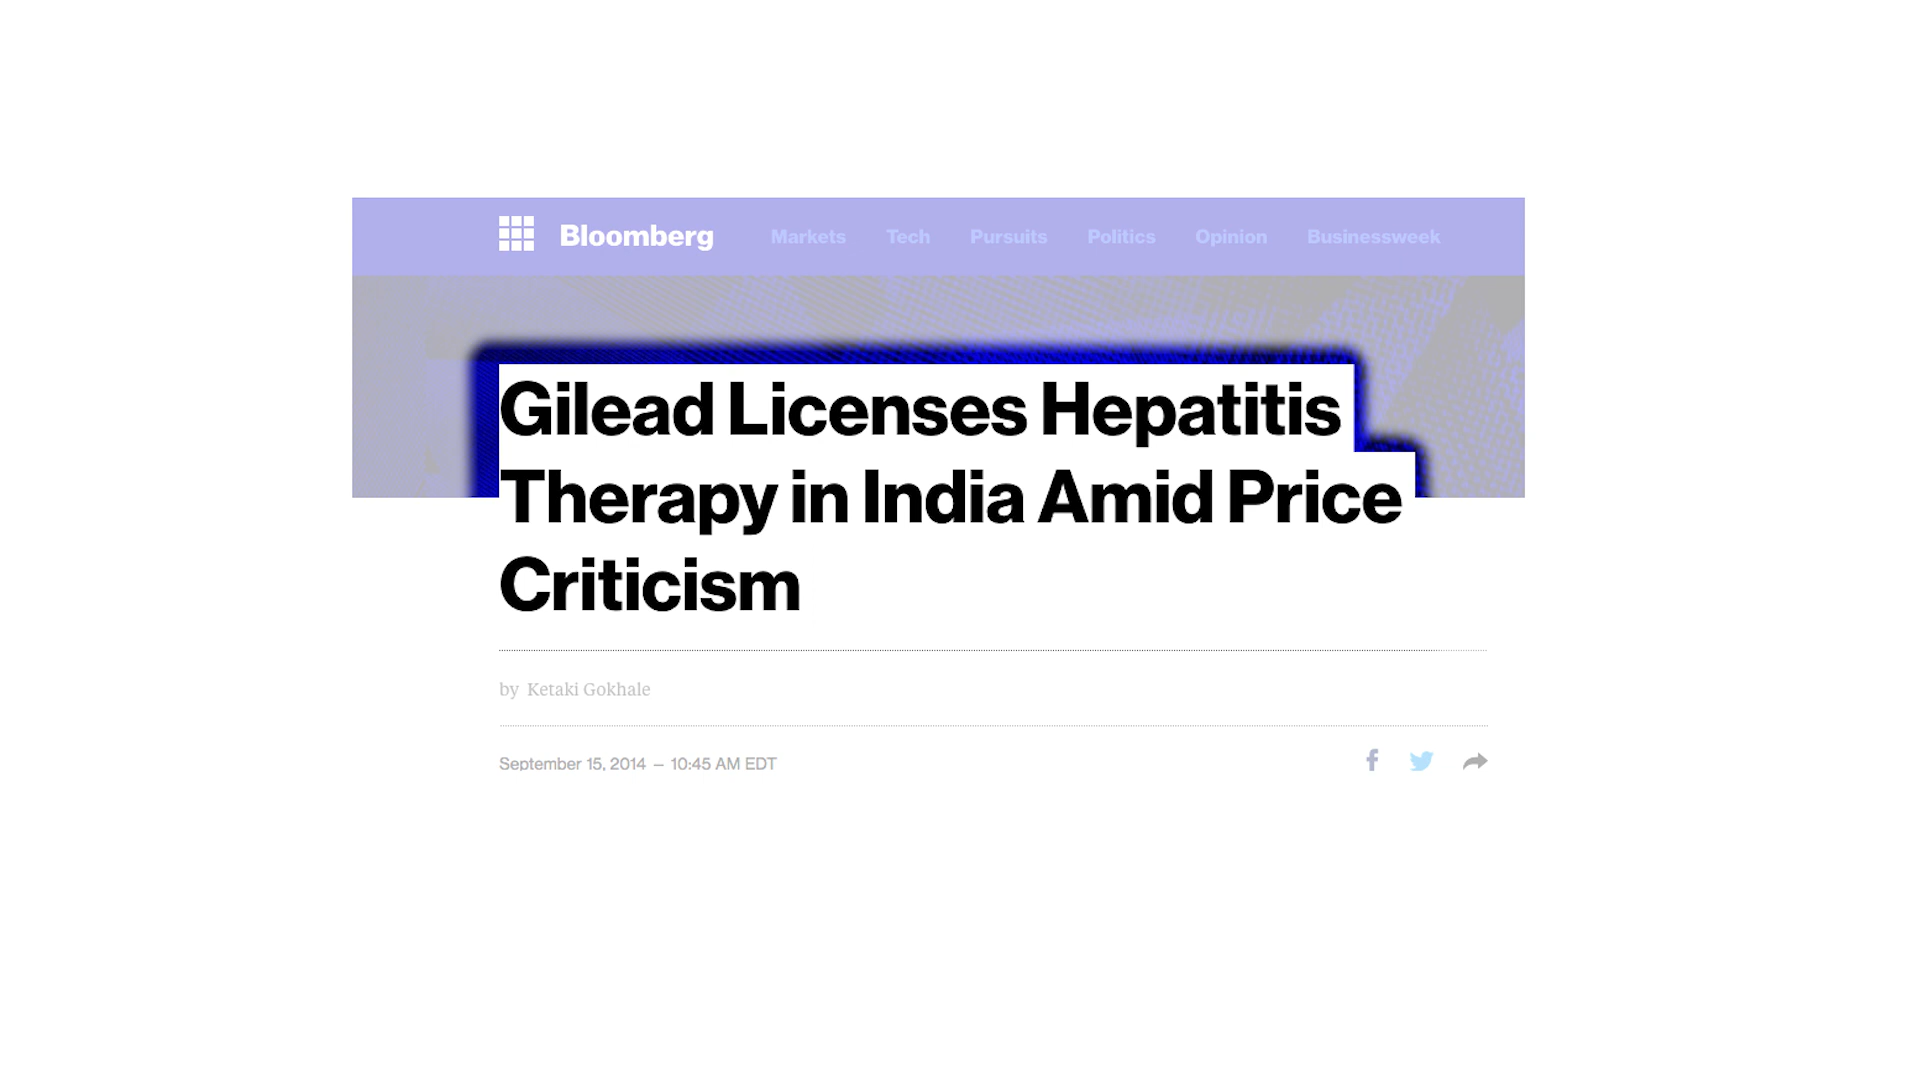 Bloomberg Markets Tech Pursuits Politics Opinion Businessweek
Gilead Licenses Hepatitis
Therapy in India Amid Price
Criticism
by Ketaki Gokhale
September 15, 2014 — 10:45 AM EDT